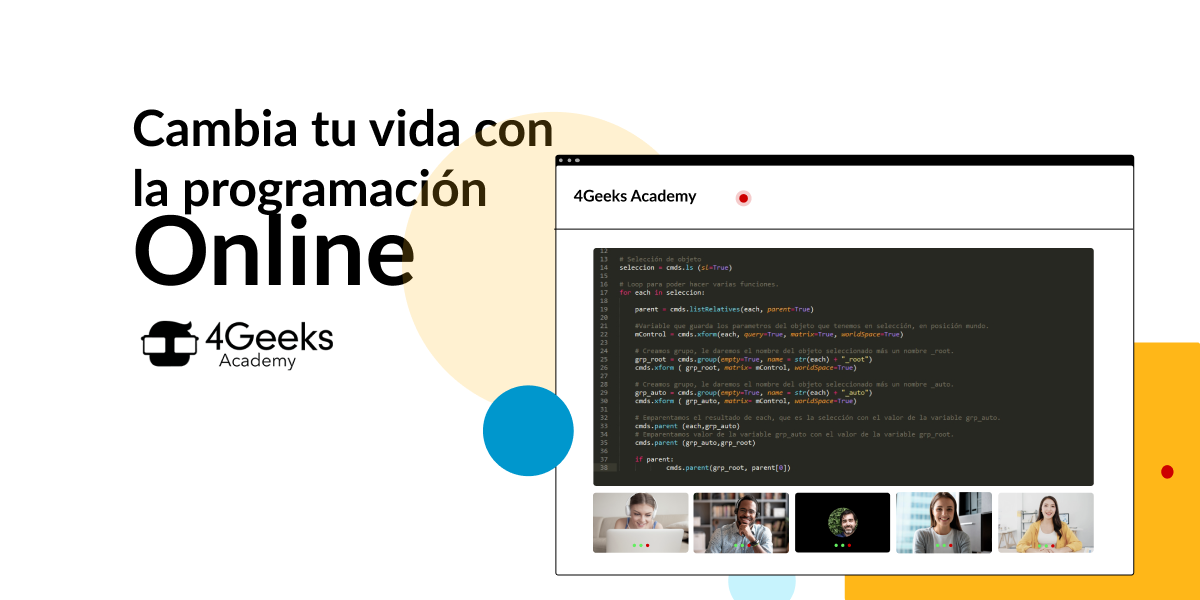 Cambia tu vida con
la programación
Online
4Geeks
Academy
4Geeks Academy
12
13 # Selección de objeto
14 seleccion = cmds.ls (sl=True)
15
16 # Loop para poder hacer varias funciones.
17 for each in seleccion:
18
19 parent = cmds.listRelatives(each, parent=True)
20
21 #Variable que guarda los parametros del objeto que tenemos en selección, en posición mundo.
22 mControl = cmds.xform(each, query=True, matrix=True, worldSpace=True)
23
24 # Creamos grupo, le daremos el nombre del objeto seleccionado más un nombre _root.
25 grp_root = cmds.group(empty=True, name = str(each) + "_root")
26 cmds.xform ( grp_root, matrix= mControl, worldSpace=True)
27
28 # Creamos grupo, le daremos el nombre del objeto seleccionado más un nombre _auto.
29 grp_auto = cmds.group(empty=True, name = str(each) + "_auto")
30 cmds.xform ( grp_auto, matrix= mControl, worldSpace=True)
31
32 # Emparentamos el resultado de each, que es la selección con el valor de la variable grp_auto.
33 cmds.parent (each,grp_auto)
34 # Emparentamos valor de la variable grp_auto con el valor de la variable grp_root.
35 cmds.parent (grp_auto,grp_root)
36
37 if parent:
38 cmds.parent(grp_root, parent[0])